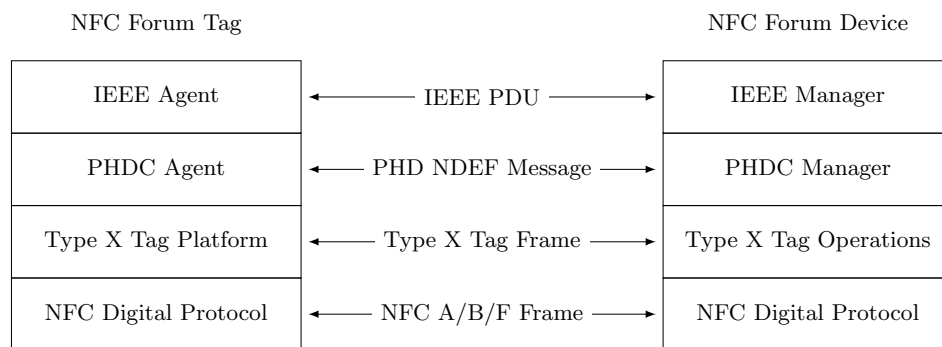 NFC Forum Tag NFC Forum Device
IEEE Agent IEEE PDU IEEE Manager
PHDC Agent PHD NDEF Message PHDC Manager
Type X Tag Platform Type X Tag Frame Type X Tag Operations
NFC Digital Protocol NFC A/B/F Frame NFC Digital Protocol